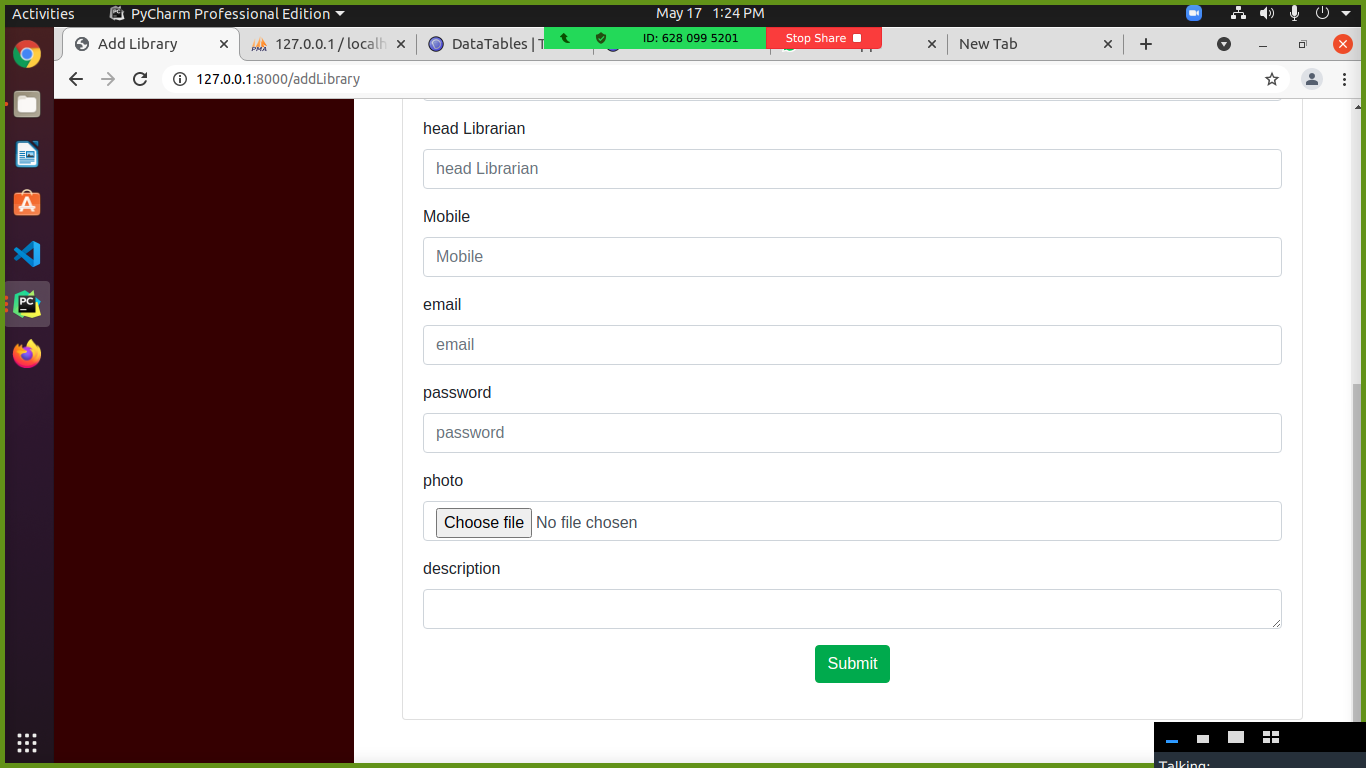 Activities PyCharm Professional Edition May 17 1:24 PM
Add Library 127.0.0.1 / localh DataTables | T New Tab
ID: 628 099 5201 Stop Share
127.0.0.1:8000/addLibrary
head Librarian
head Librarian
Mobile
Mobile
email
email
password
password
photo
Choose file No file chosen
description
Submit
Talking: